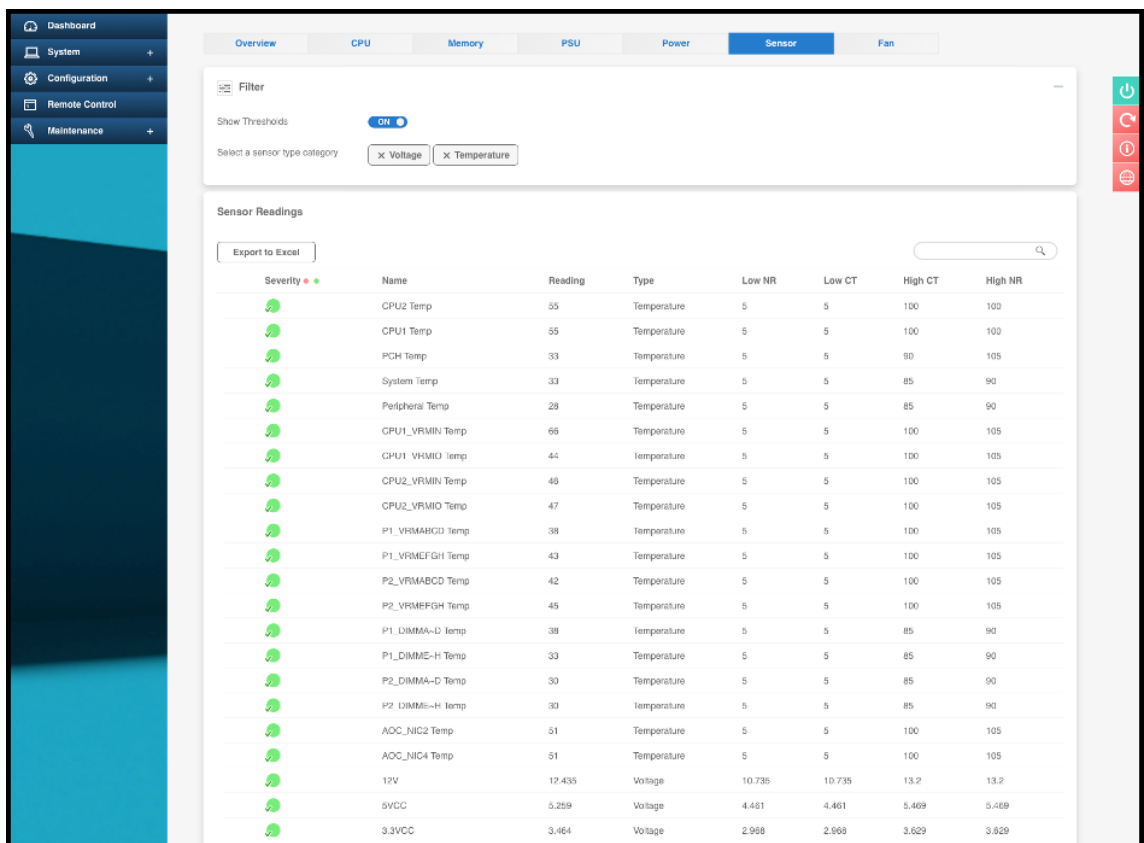 Dashboard
System +
Configuration +
Remote Control
Maintenance +
Overview CPU Memory PSU Power Sensor Fan
Filter
Show Thresholds ON
Select a sensor type category × Voltage × Temperature
Sensor Readings
Export to Excel
Severity Name Reading Type Low NR Low CT High CT High NR
CPU2 Temp 55 Temperature 5 5 100 100
CPU1 Temp 55 Temperature 5 5 100 100
PCH Temp 33 Temperature 5 5 90 105
System Temp 33 Temperature 5 5 85 90
Peripheral Temp 28 Temperature 5 5 85 90
CPU1_VRMIN Temp 66 Temperature 5 5 100 105
CPU1_VRMIO Temp 44 Temperature 5 5 100 105
CPU2_VRMIN Temp 46 Temperature 5 5 100 105
CPU2_VRMIO Temp 47 Temperature 5 5 100 105
P1_VRMABCD Temp 38 Temperature 5 5 100 105
P1_VRMEFGH Temp 43 Temperature 5 5 100 105
P2_VRMABCD Temp 42 Temperature 5 5 100 105
P2_VRMEFGH Temp 45 Temperature 5 5 100 105
P1_DIMMA~D Temp 38 Temperature 5 5 85 90
P1_DIMME~H Temp 33 Temperature 5 5 85 90
P2_DIMMA~D Temp 30 Temperature 5 5 85 90
P2_DIMME~H Temp 30 Temperature 5 5 85 90
AOC_NIC2 Temp 51 Temperature 5 5 100 105
AOC_NIC4 Temp 51 Temperature 5 5 100 105
12V 12.435 Voltage 10.735 10.735 13.2 13.2
5VCC 5.259 Voltage 4.461 4.461 5.469 5.469
3.3VCC 3.464 Voltage 2.968 2.968 3.629 3.629